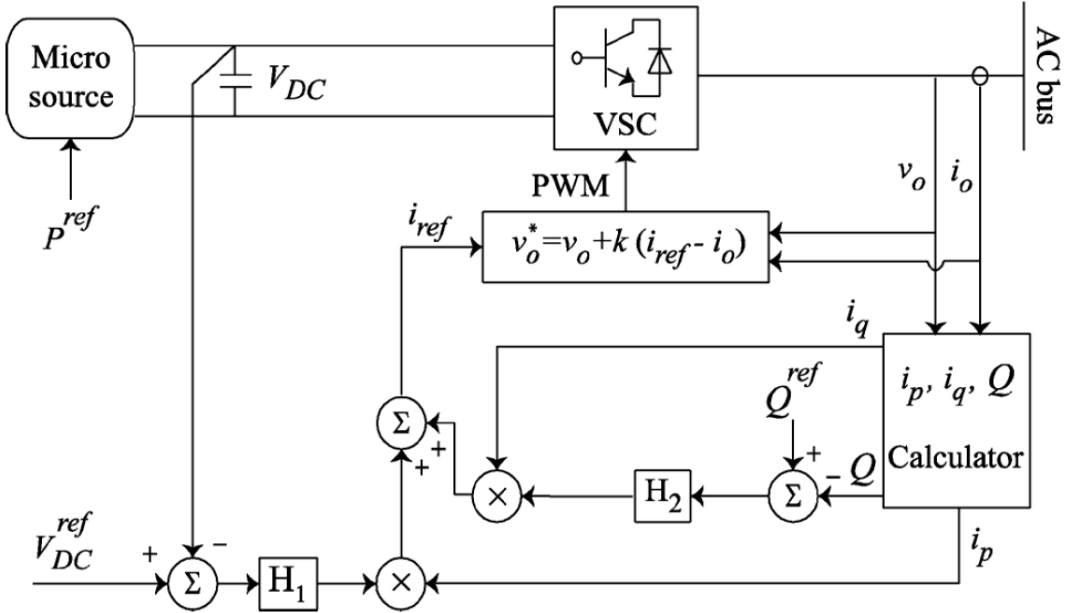 Micro
source
V_DC
VSC
AC bus
P^ref
PWM
v_o
i_o
i_ref
v_o^*=v_o+k (i_ref - i_o)
i_q
Q^ref
i_p, i_q, Q
Calculator
Σ
+
+
+
×
H_2
Σ
+
− Q
V_DC^ref
+
−
Σ
H_1
×
i_p